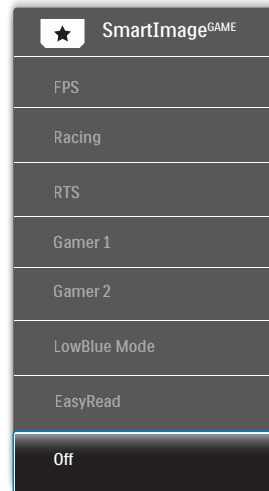 SmartImageGAME
FPS
Racing
RTS
Gamer 1
Gamer 2
LowBlue Mode
EasyRead
Off